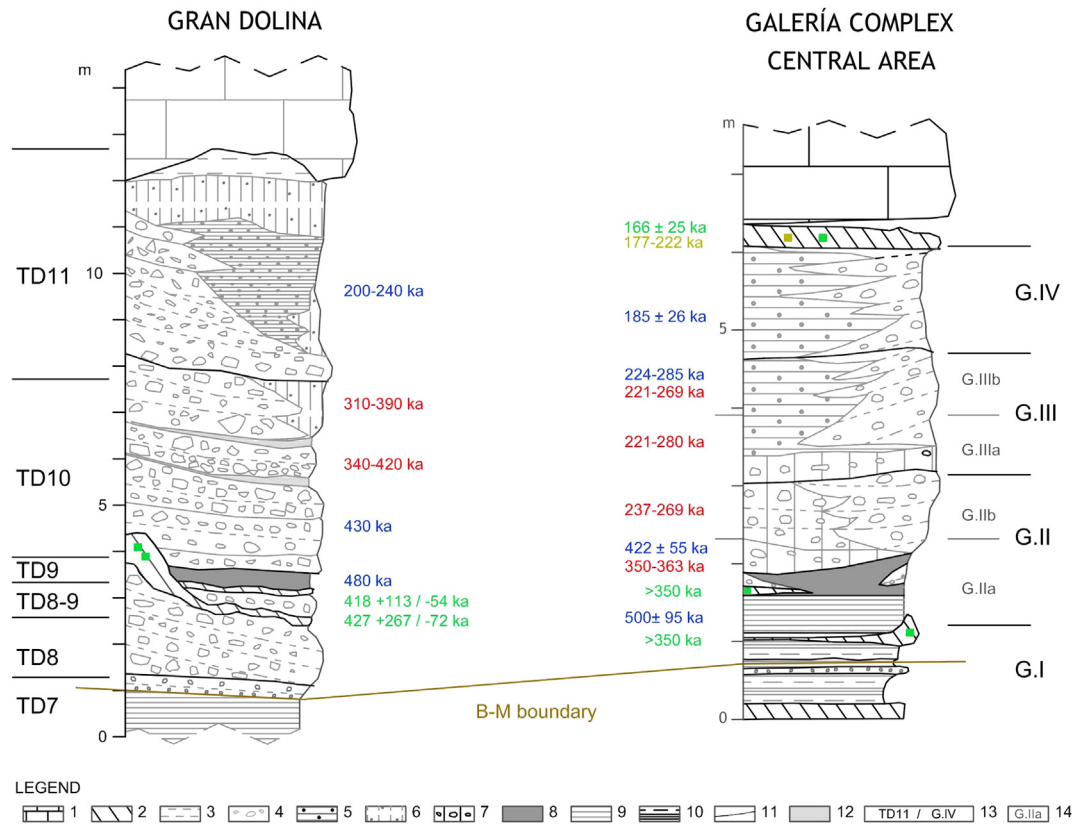 GRAN DOLINA
GALERÍA COMPLEX
CENTRAL AREA
m
10
5
0
TD11
TD10
TD9
TD8-9
TD8
TD7
200-240 ka
310-390 ka
340-420 ka
430 ka
480 ka
418 +113 / -54 ka
427 +267 / -72 ka
B-M boundary
m
5
0
166 ± 25 ka
177-222 ka
185 ± 26 ka
224-285 ka
221-269 ka
221-280 ka
237-269 ka
422 ± 55 ka
350-363 ka
>350 ka
500± 95 ka
>350 ka
G.IV
G.IIIb
G.III
G.IIIa
G.IIb
G.II
G.IIa
G.I
LEGEND
1 2 3 4 5 6 7 8 9 10 11 12 TD11 / G.IV 13 G.IIa 14